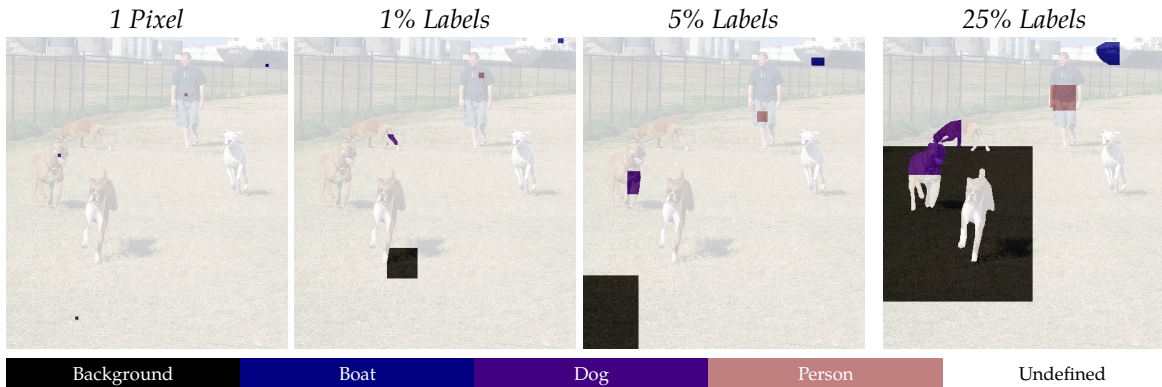 1 Pixel 1% Labels 5% Labels 25% Labels
Background Boat Dog Person Undefined